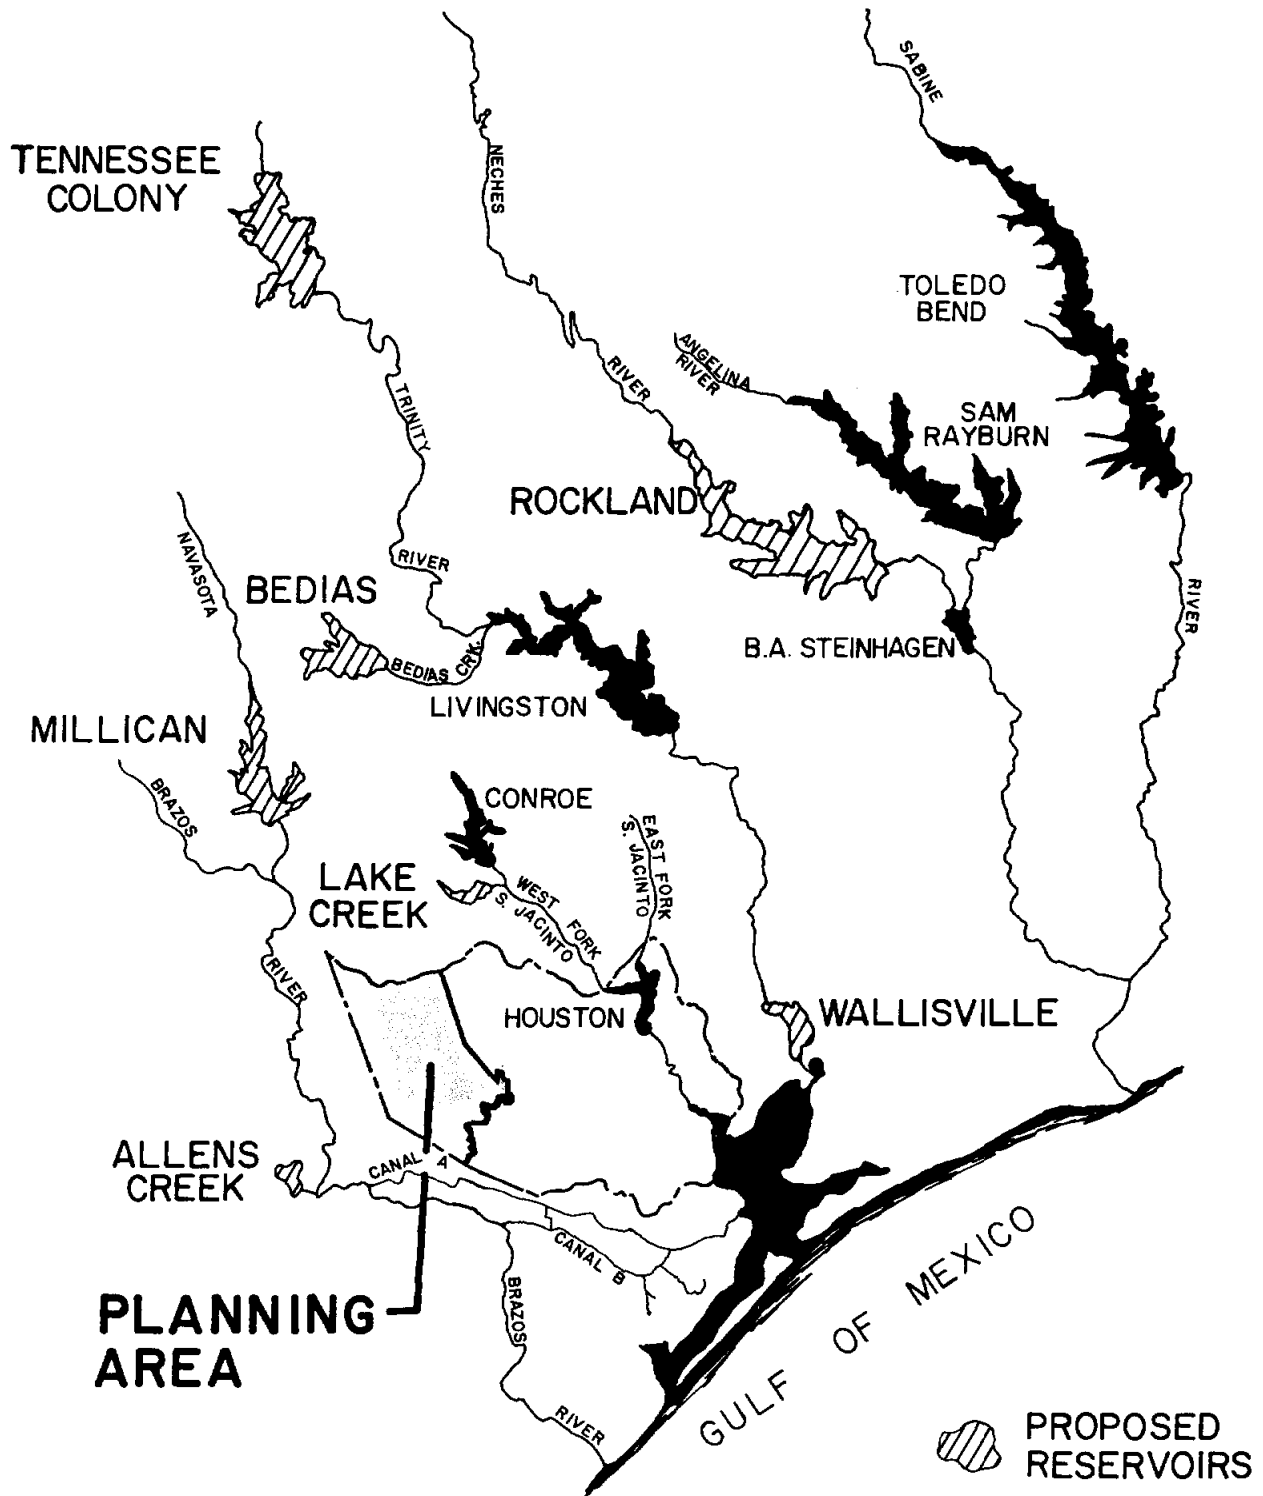 SABINE
TENNESSEE
COLONY
NECHES
TOLEDO
BEND
ANGELINA
RIVER
RIVER
TRINITY
SAM
RAYBURN
ROCKLAND
NAVASOTA
RIVER
BEDIAS
RIVER
B.A. STEINHAGEN
BEDIAS CRK.
LIVINGSTON
MILLICAN
BRAZOS
CONROE
EAST FORK
S. JACINTO
LAKE
CREEK
WEST FORK
S. JACINTO
RIVER
HOUSTON
WALLISVILLE
ALLENS
CREEK
CANAL A
CANAL B
GULF OF MEXICO
BRAZOS
PLANNING
AREA
RIVER
PROPOSED
RESERVOIRS